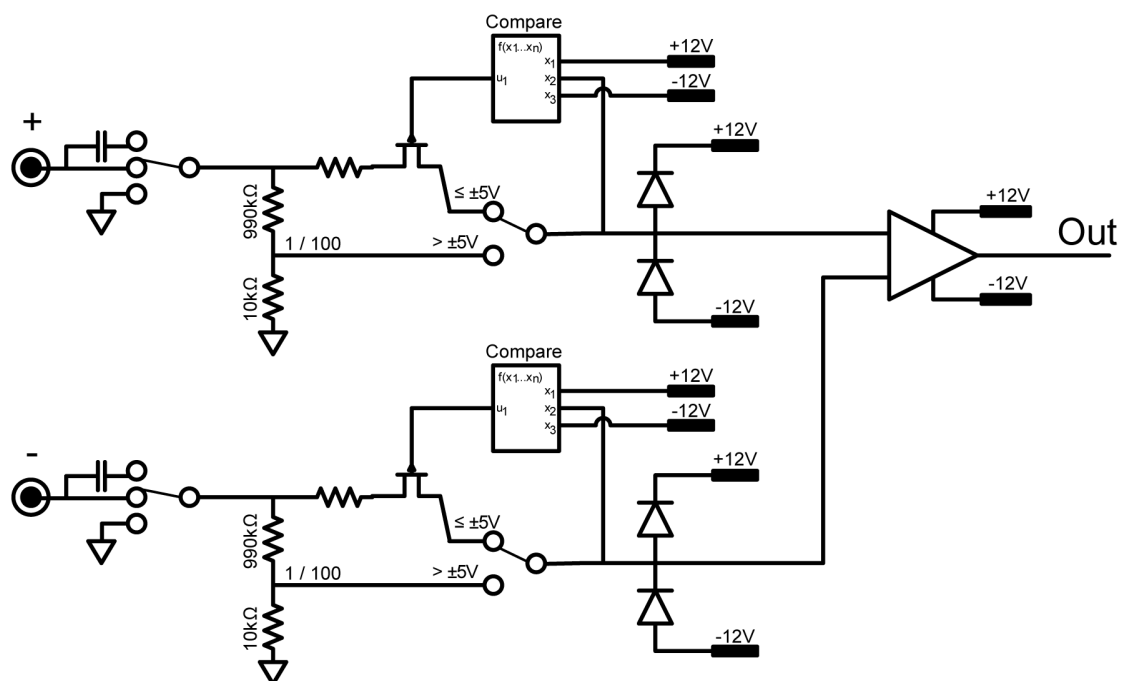 Compare
f(x1...xn)
+12V
x1
u1
x2
-12V
x3
+
+12V
≤ ±5V
990kΩ
+12V
Out
1 / 100
> ±5V
10kΩ
-12V
-12V
Compare
f(x1...xn)
+12V
x1
u1
x2
-12V
x3
-
+12V
≤ ±5V
990kΩ
1 / 100
> ±5V
10kΩ
-12V